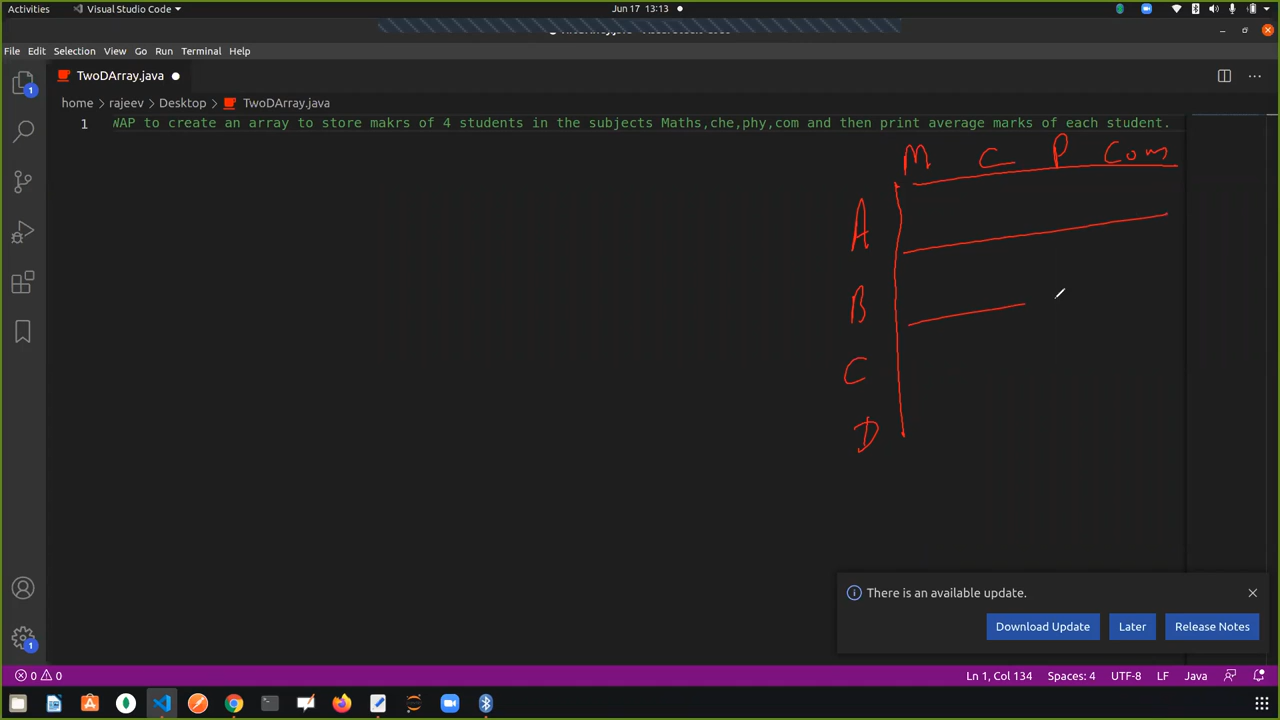 Activities
Visual Studio Code
Jun 17 13:13
File Edit Selection View Go Run Terminal Help
TwoDArray.java
home > rajeev > Desktop > TwoDArray.java
1 WAP to create an array to store makrs of 4 students in the subjects Maths,che,phy,com and then print average marks of each student.
M C P Com
A
B
C
D
There is an available update.
Download Update
Later
Release Notes
1
1
0 0
Ln 1, Col 134
Spaces: 4
UTF-8
LF
Java